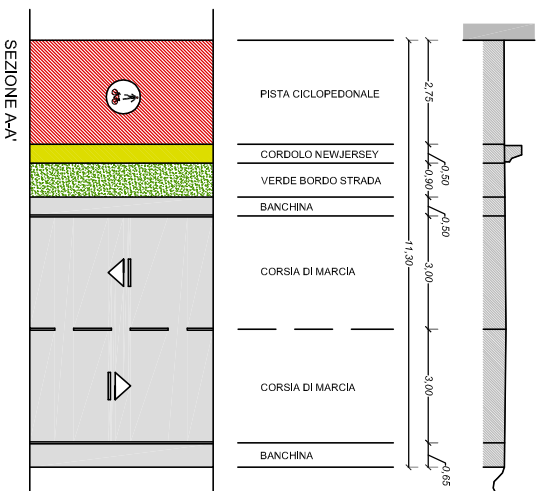 SEZIONE A-A'
PISTA CICLOPEDONALE
CORDOLO NEWJERSEY
VERDE BORDO STRADA
BANCHINA
CORSIA DI MARCIA
CORSIA DI MARCIA
BANCHINA
11,30
2,75
0,50
0,90
0,50
3,00
3,00
0,65